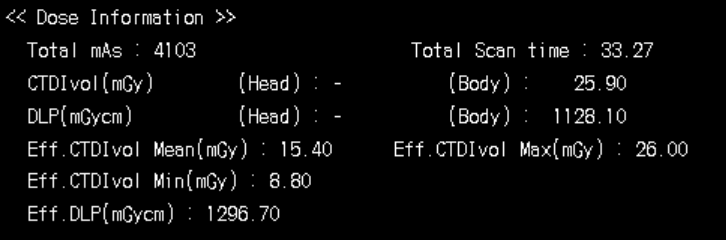 << Dose Information >>
Total mAs : 4103 Total Scan time : 33.27
CTDIvol(mGy) (Head) : - (Body) : 25.90
DLP(mGycm) (Head) : - (Body) : 1128.10
Eff.CTDIvol Mean(mGy) : 15.40 Eff.CTDIvol Max(mGy) : 26.00
Eff.CTDIvol Min(mGy) : 8.80
Eff.DLP(mGycm) : 1296.70